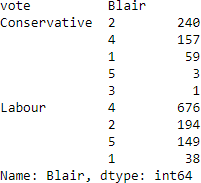 vote Blair
Conservative 2 240
4 157
1 59
5 3
3 1
Labour 4 676
2 194
5 149
1 38
Name: Blair, dtype: int64